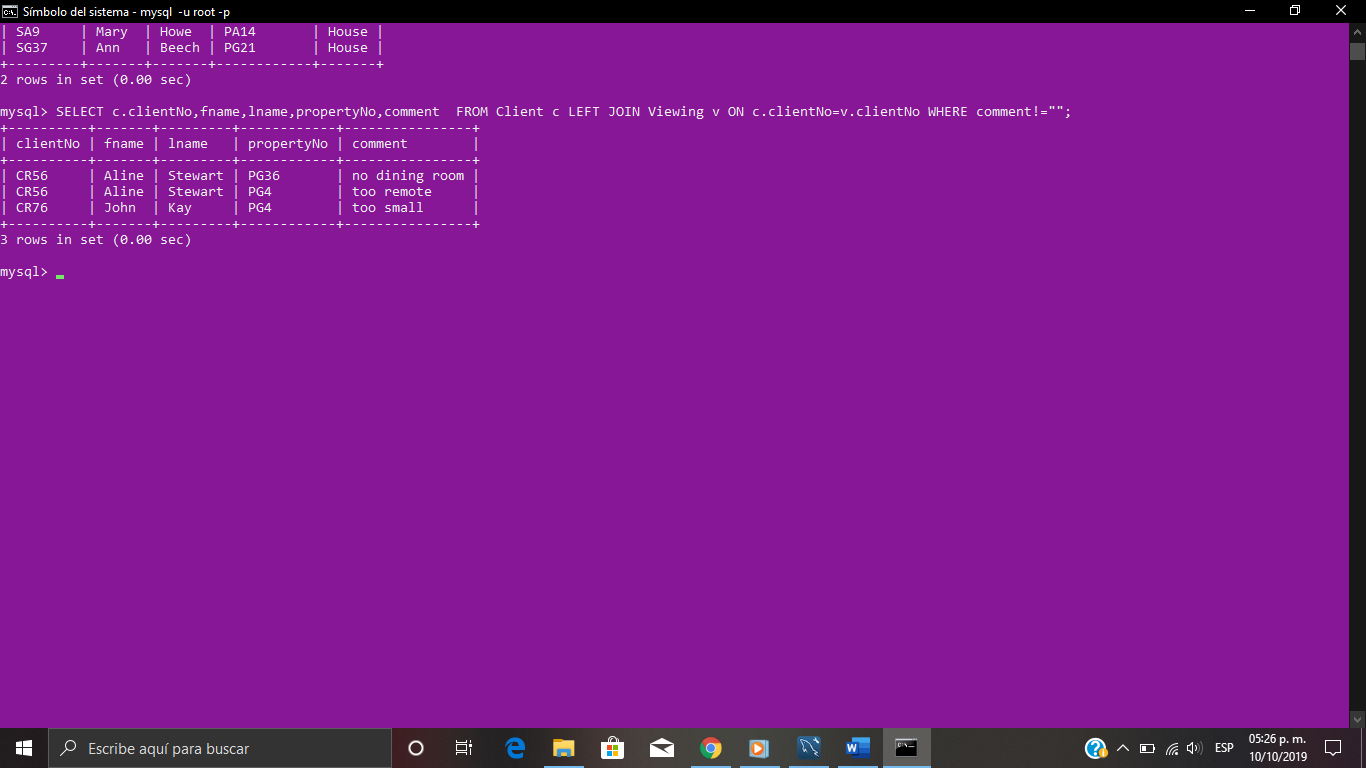 Símbolo del sistema - mysql  -u root -p
| SA9     | Mary  | Howe  | PA14       | House |
| SG37    | Ann   | Beech | PG21       | House |
+---------+-------+-------+------------+-------+
2 rows in set (0.00 sec)
mysql> SELECT c.clientNo,fname,lname,propertyNo,comment  FROM Client c LEFT JOIN Viewing v ON c.clientNo=v.clientNo WHERE comment!="";
+----------+-------+---------+------------+----------------+
| clientNo | fname | lname   | propertyNo | comment        |
+----------+-------+---------+------------+----------------+
| CR56     | Aline | Stewart | PG36       | no dining room |
| CR56     | Aline | Stewart | PG4        | too remote     |
| CR76     | John  | Kay     | PG4        | too small      |
+----------+-------+---------+------------+----------------+
3 rows in set (0.00 sec)
mysql>
Escribe aquí para buscar
ESP
05:26 p. m.
10/10/2019